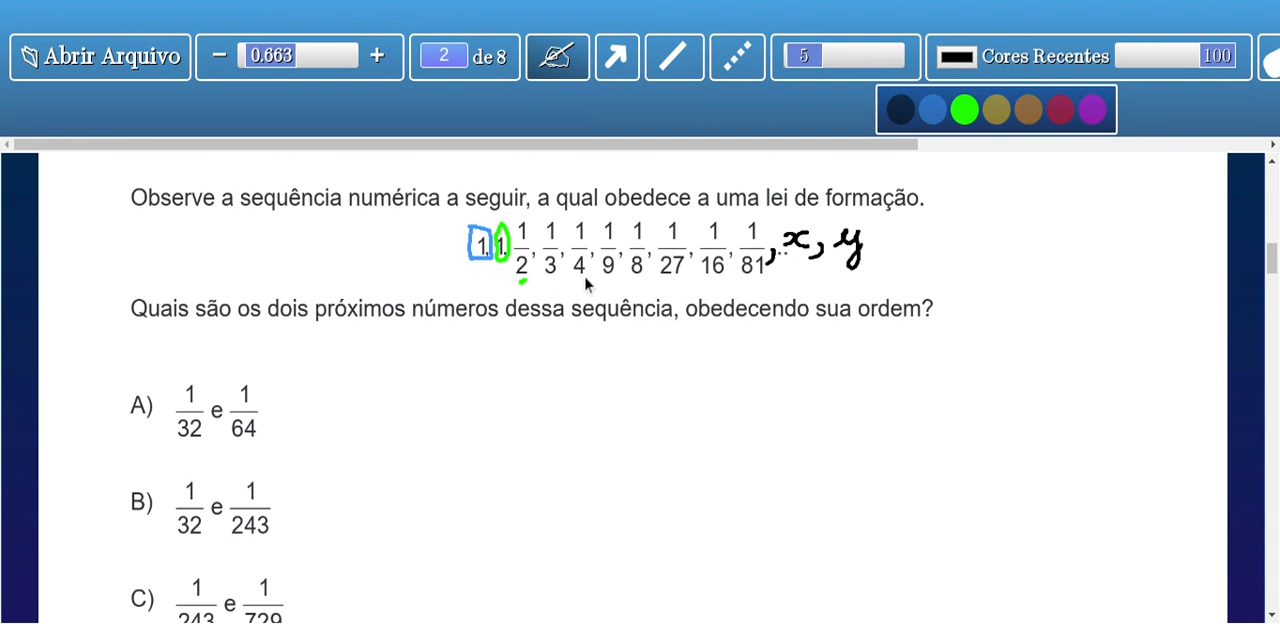 Abrir Arquivo − 0.663 + 2 de 8 5 Cores Recentes 100
Observe a sequência numérica a seguir, a qual obedece a uma lei de formação.
1, 1, 1/2, 1/3, 1/4, 1/9, 1/8, 1/27, 1/16, 1/81, ... x, y
Quais são os dois próximos números dessa sequência, obedecendo sua ordem?
A) 1/32 e 1/64
B) 1/32 e 1/243
C) 1/243 e 1/729